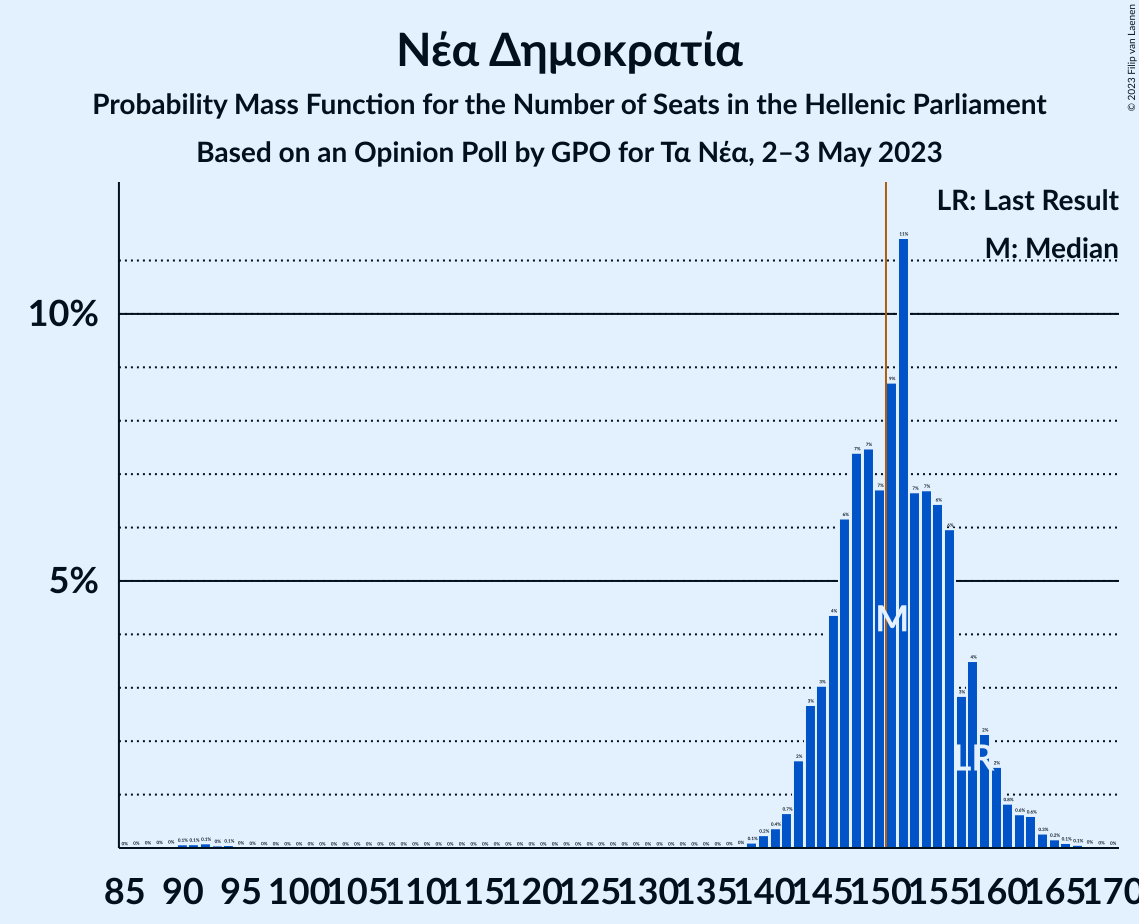 © 2023 Filip van Laenen
Νέα Δημοκρατία
Probability Mass Function for the Number of Seats in the Hellenic Parliament
Based on an Opinion Poll by GPO for Τα Νέα, 2–3 May 2023
LR: Last Result
M: Median
10%
5%
M
LR
85 90 95 100 105 110 115 120 125 130 135 140 145 150 155 160 165 170